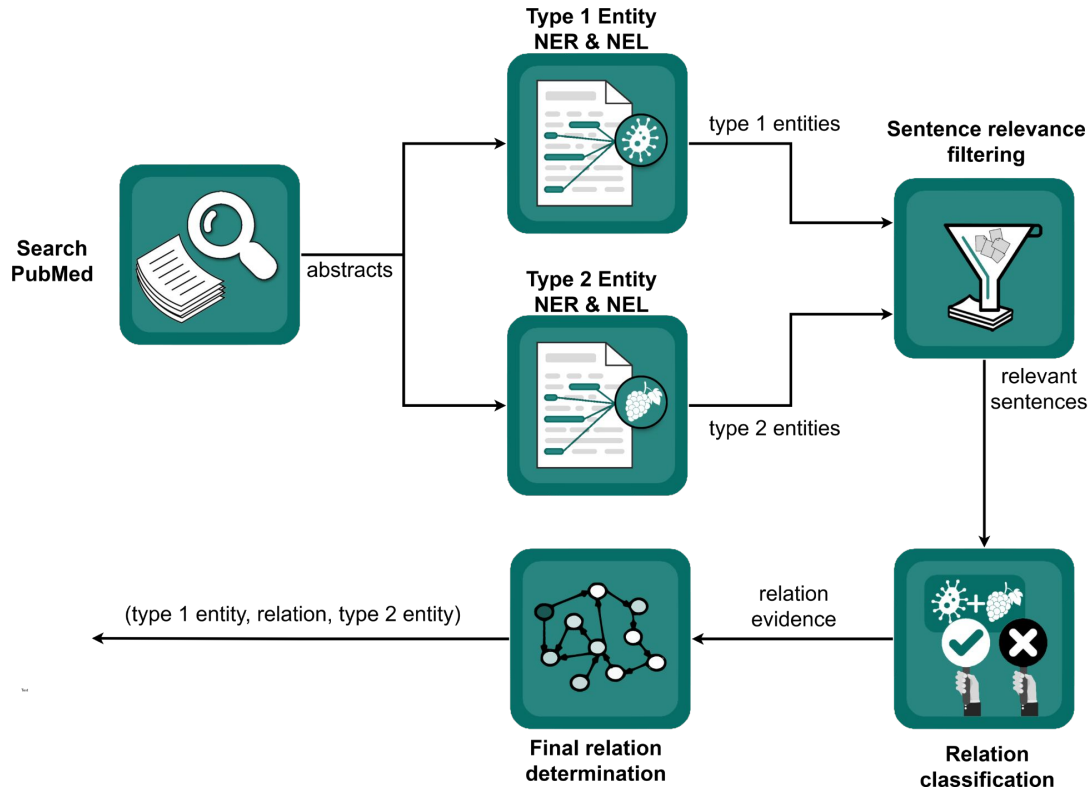 Type 1 Entity
NER & NEL
type 1 entities
Sentence relevance
filtering
Search
PubMed
abstracts
Type 2 Entity
NER & NEL
type 2 entities
relevant
sentences
(type 1 entity, relation, type 2 entity)
relation
evidence
Final relation
determination
Relation
classification